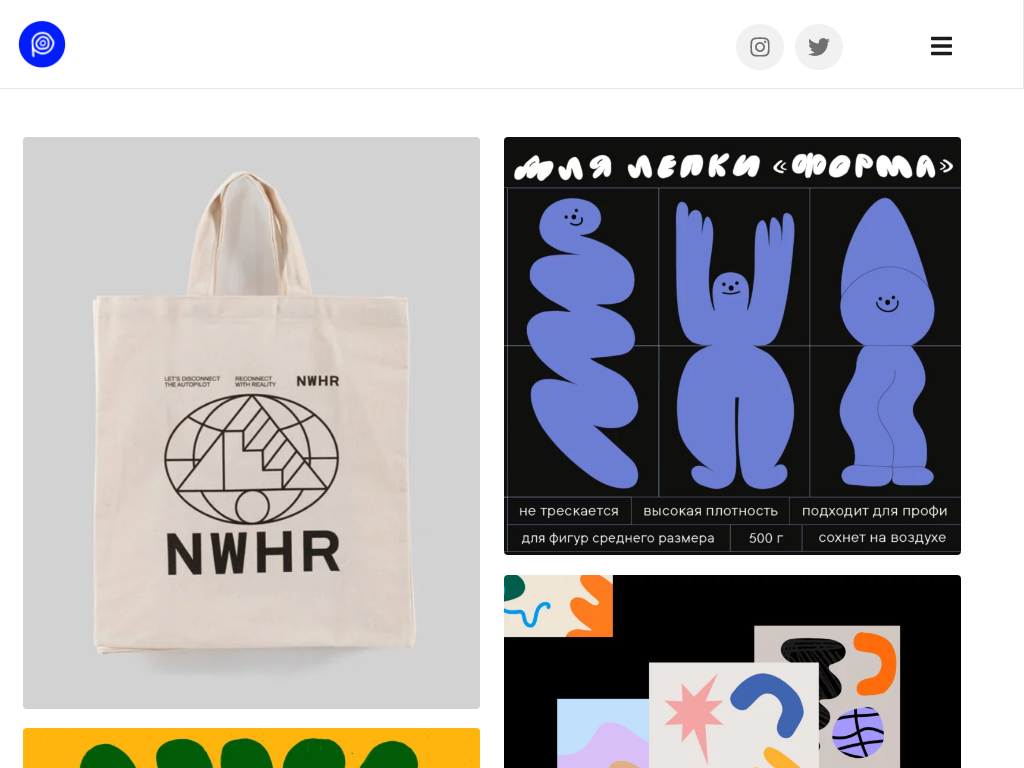 LET'S DISCONNECT
THE AUTOPILOT
RECONNECT
WITH REALITY
NWHR
NWHR
для лепки «форма»
не трескается
высокая плотность
подходит для профи
для фигур среднего размера
500 г
сохнет на воздухе